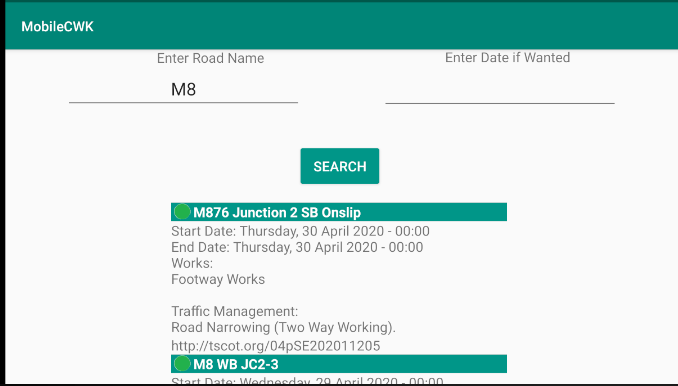 MobileCWK
Enter Road Name
Enter Date if Wanted
M8
SEARCH
M876 Junction 2 SB Onslip
Start Date: Thursday, 30 April 2020 - 00:00
End Date: Thursday, 30 April 2020 - 00:00
Works:
Footway Works
Traffic Management:
Road Narrowing (Two Way Working).
http://tscot.org/04pSE202011205
M8 WB JC2-3
Start Date: Wednesday, 29 April 2020 - 00:00